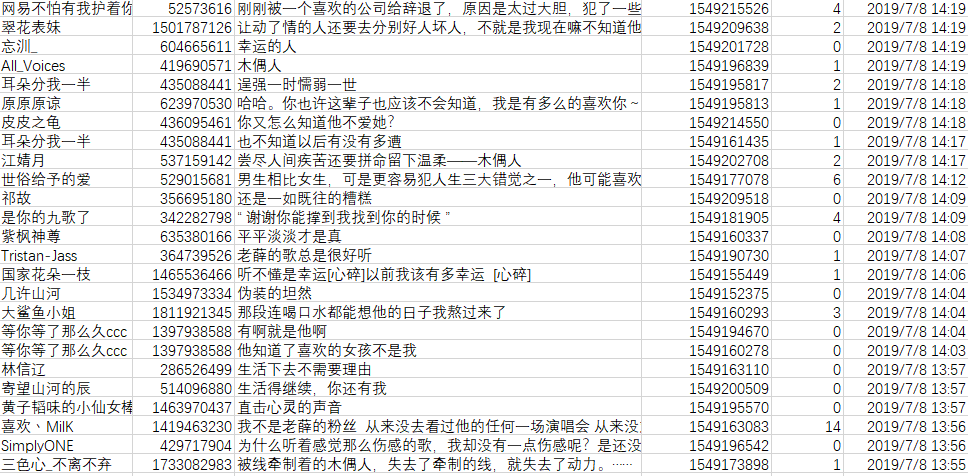 网易不怕有我护着你 52573616 刚刚被一个喜欢的公司给辞退了，原因是太过大胆，犯了一些 1549215526 4 2019/7/8 14:19
翠花表妹 1501787126 让动了情的人还要去分别好人坏人，不就是我现在嘛不知道他 1549209638 2 2019/7/8 14:19
忘汌_ 604665611 幸运的人 1549201728 0 2019/7/8 14:19
All_Voices 419690571 木偶人 1549196839 1 2019/7/8 14:19
耳朵分我一半 435088441 逞强一时懦弱一世 1549195817 2 2019/7/8 14:18
原原原谅 623970530 哈哈。你也许这辈子也应该不会知道，我是有多么的喜欢你～ 1549195813 1 2019/7/8 14:18
皮皮之龟 436095461 你又怎么知道他不爱她？ 1549214550 0 2019/7/8 14:18
耳朵分我一半 435088441 也不知道以后有没有多遭 1549161435 1 2019/7/8 14:17
江婧月 537159142 尝尽人间疾苦还要拼命留下温柔——木偶人 1549202708 2 2019/7/8 14:17
世俗给予的爱 529015681 男生相比女生，可是更容易犯人生三大错觉之一，他可能喜欢 1549177078 6 2019/7/8 14:12
祁故 356695180 还是一如既往的糟糕 1549209518 0 2019/7/8 14:09
是你的九歌了 342282798 “ 谢谢你能撑到我找到你的时候 ” 1549181905 4 2019/7/8 14:09
紫枫神尊 635380166 平平淡淡才是真 1549160337 0 2019/7/8 14:08
Tristan-Jass 364739526 老薛的歌总是很好听 1549190730 1 2019/7/8 14:07
国家花朵一枝 1465536466 听不懂是幸运[心碎]以前我该有多幸运 [心碎] 1549155449 1 2019/7/8 14:06
几许山河 1534973334 伪装的坦然 1549152375 0 2019/7/8 14:04
大鲨鱼小姐 1811921345 那段连喝口水都能想他的日子我熬过来了 1549160293 3 2019/7/8 14:04
等你等了那么久ccc 1397938588 有啊就是他啊 1549194670 0 2019/7/8 14:04
等你等了那么久ccc 1397938588 他知道了喜欢的女孩不是我 1549160278 0 2019/7/8 14:03
林信辽 286526499 生活下去不需要理由 1549163110 0 2019/7/8 13:57
寄望山河的辰 514096880 生活得继续，你还有我 1549200509 0 2019/7/8 13:57
黄子韬味的小仙女棒 1463970437 直击心灵的声音 1549195570 0 2019/7/8 13:57
喜欢丶MilK 1419463230 我不是老薛的粉丝 从来没去看过他的任何一场演唱会 从来没 1549163083 14 2019/7/8 13:56
SimplyONE 429717904 为什么听着感觉那么伤感的歌，我却没有一点伤感呢？是还没 1549196542 0 2019/7/8 13:56
三色心_不离不弃 1733082983 被线牵制着的木偶人，失去了牵制的线，就失去了动力。…… 1549173898 1 2019/7/8 13:55